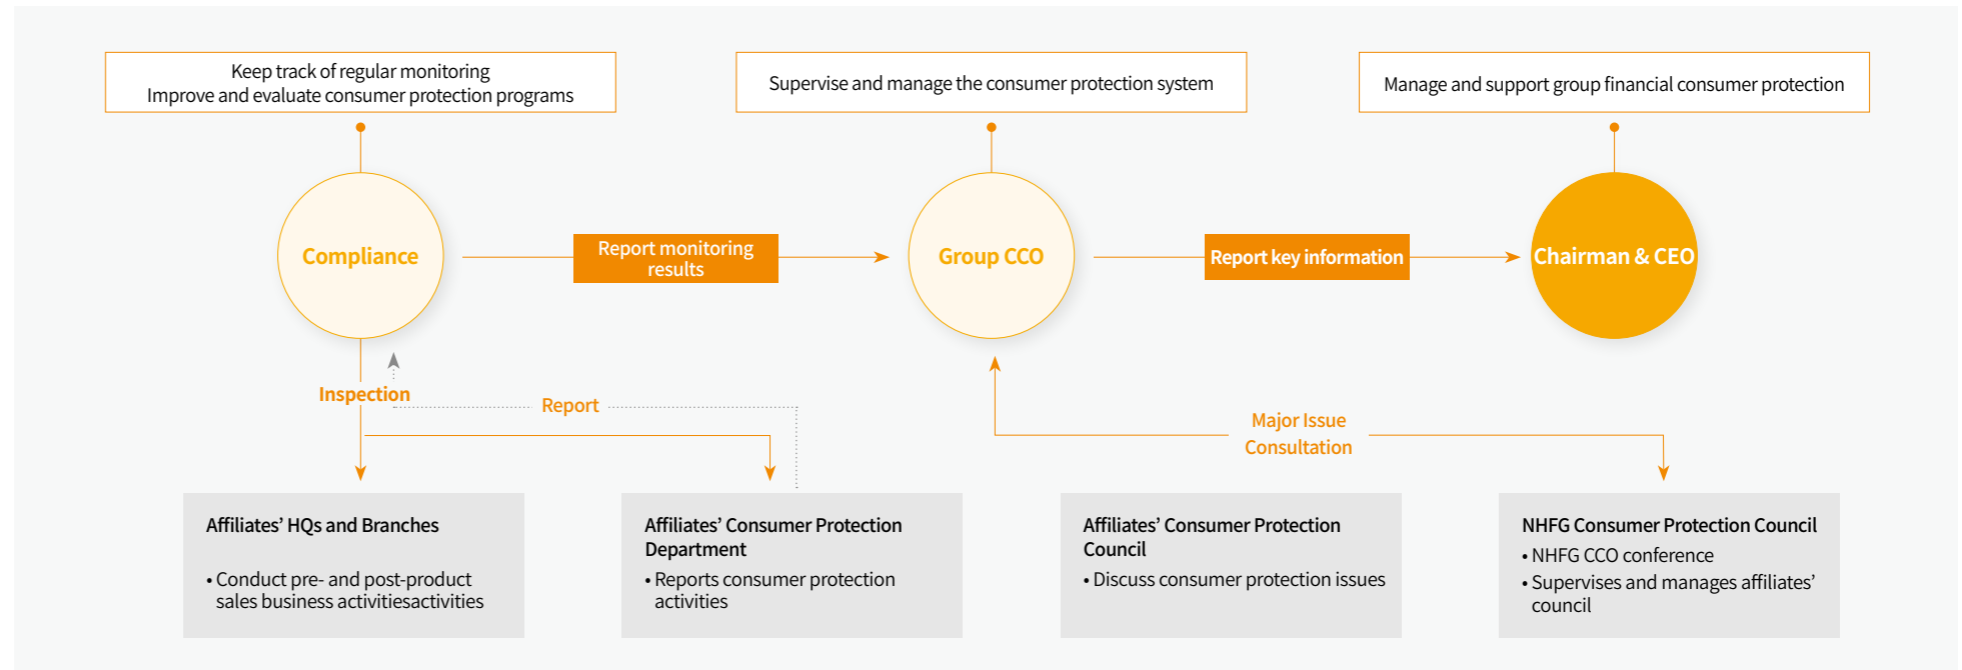 Keep track of regular monitoring
Improve and evaluate consumer protection programs
Supervise and manage the consumer protection system
Manage and support group financial consumer protection
Compliance
Report monitoring
results
Group CCO
Report key information
Chairman & CEO
Inspection
Report
Major Issue
Consultation
Affiliates’ HQs and Branches
• Conduct pre- and post-product
sales business activitiesactivities
Affiliates’ Consumer Protection
Department
• Reports consumer protection
activities
Affiliates’ Consumer Protection
Council
• Discuss consumer protection issues
NHFG Consumer Protection Council
• NHFG CCO conference
• Supervises and manages affiliates’
council